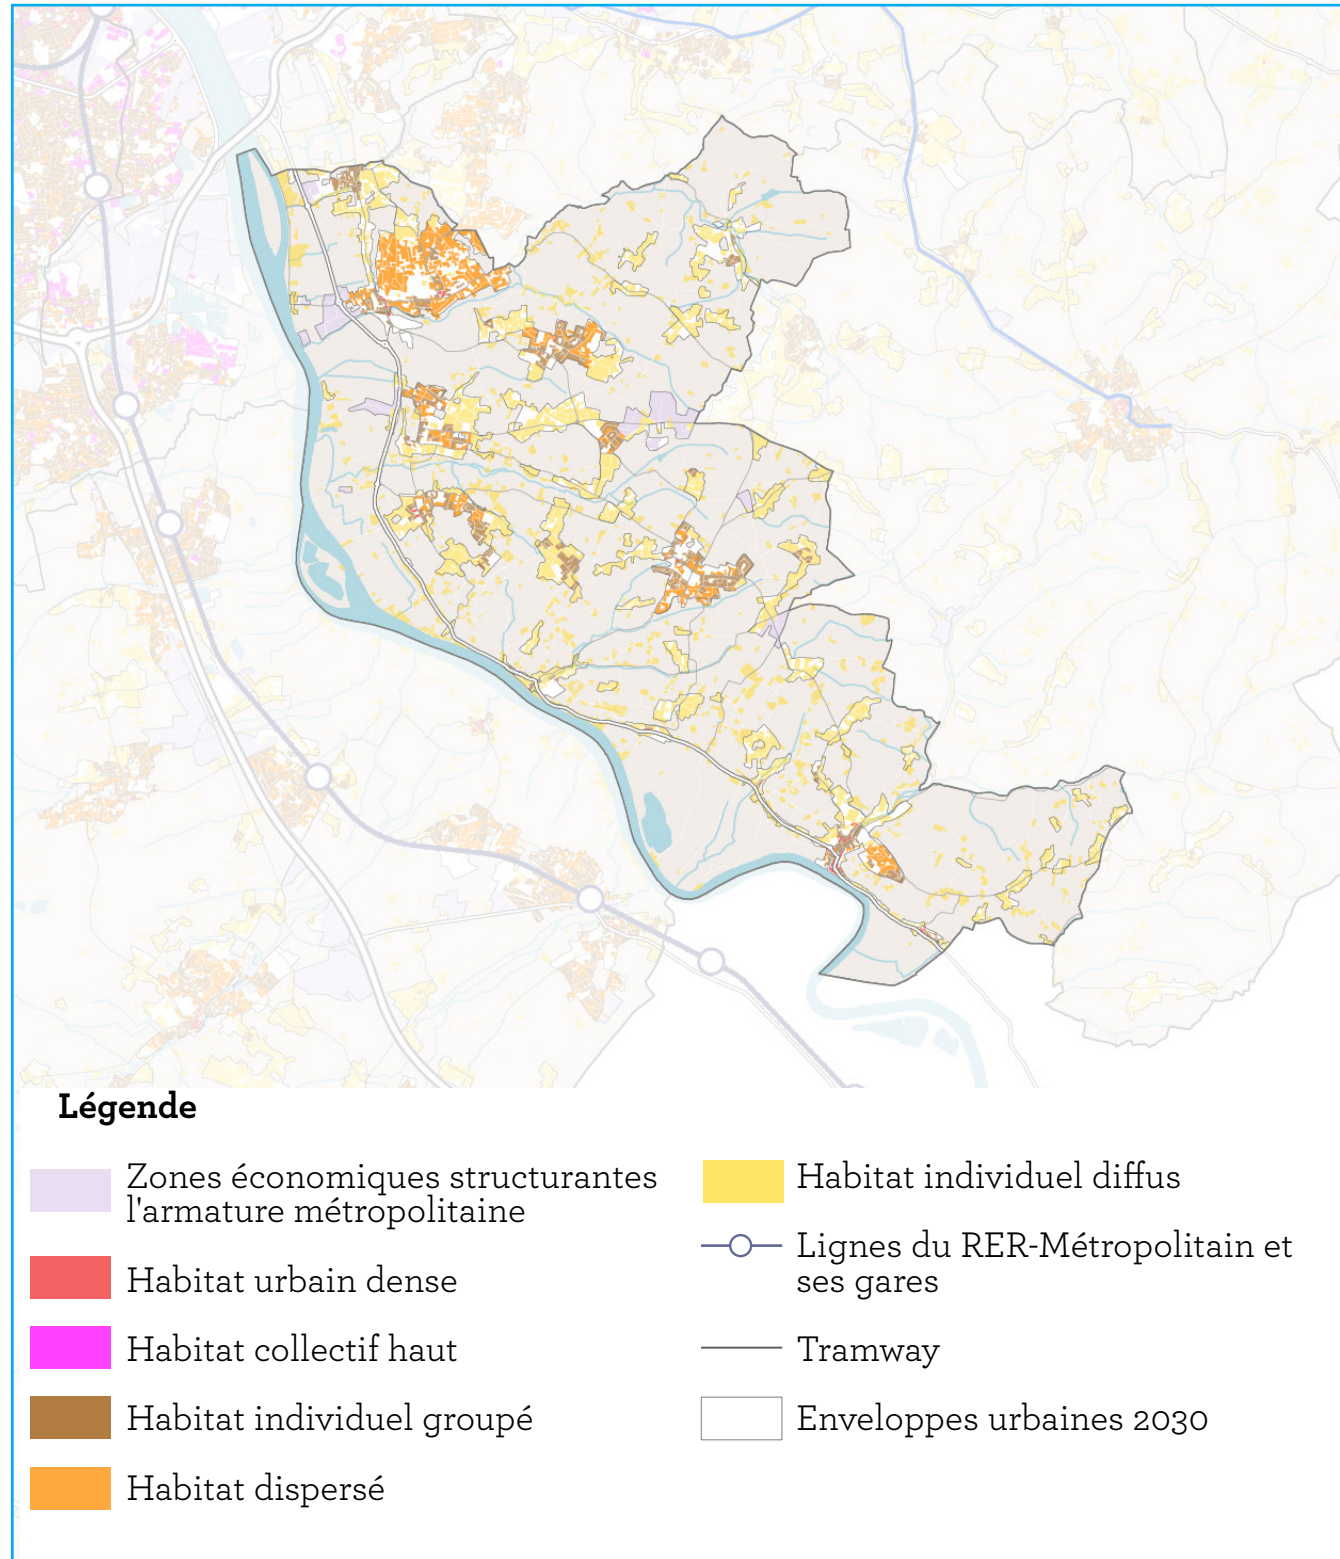 Légende
Zones économiques structurantes
l'armature métropolitaine
Habitat urbain dense
Habitat collectif haut
Habitat individuel groupé
Habitat dispersé
Habitat individuel diffus
Lignes du RER-Métropolitain et
ses gares
Tramway
Enveloppes urbaines 2030